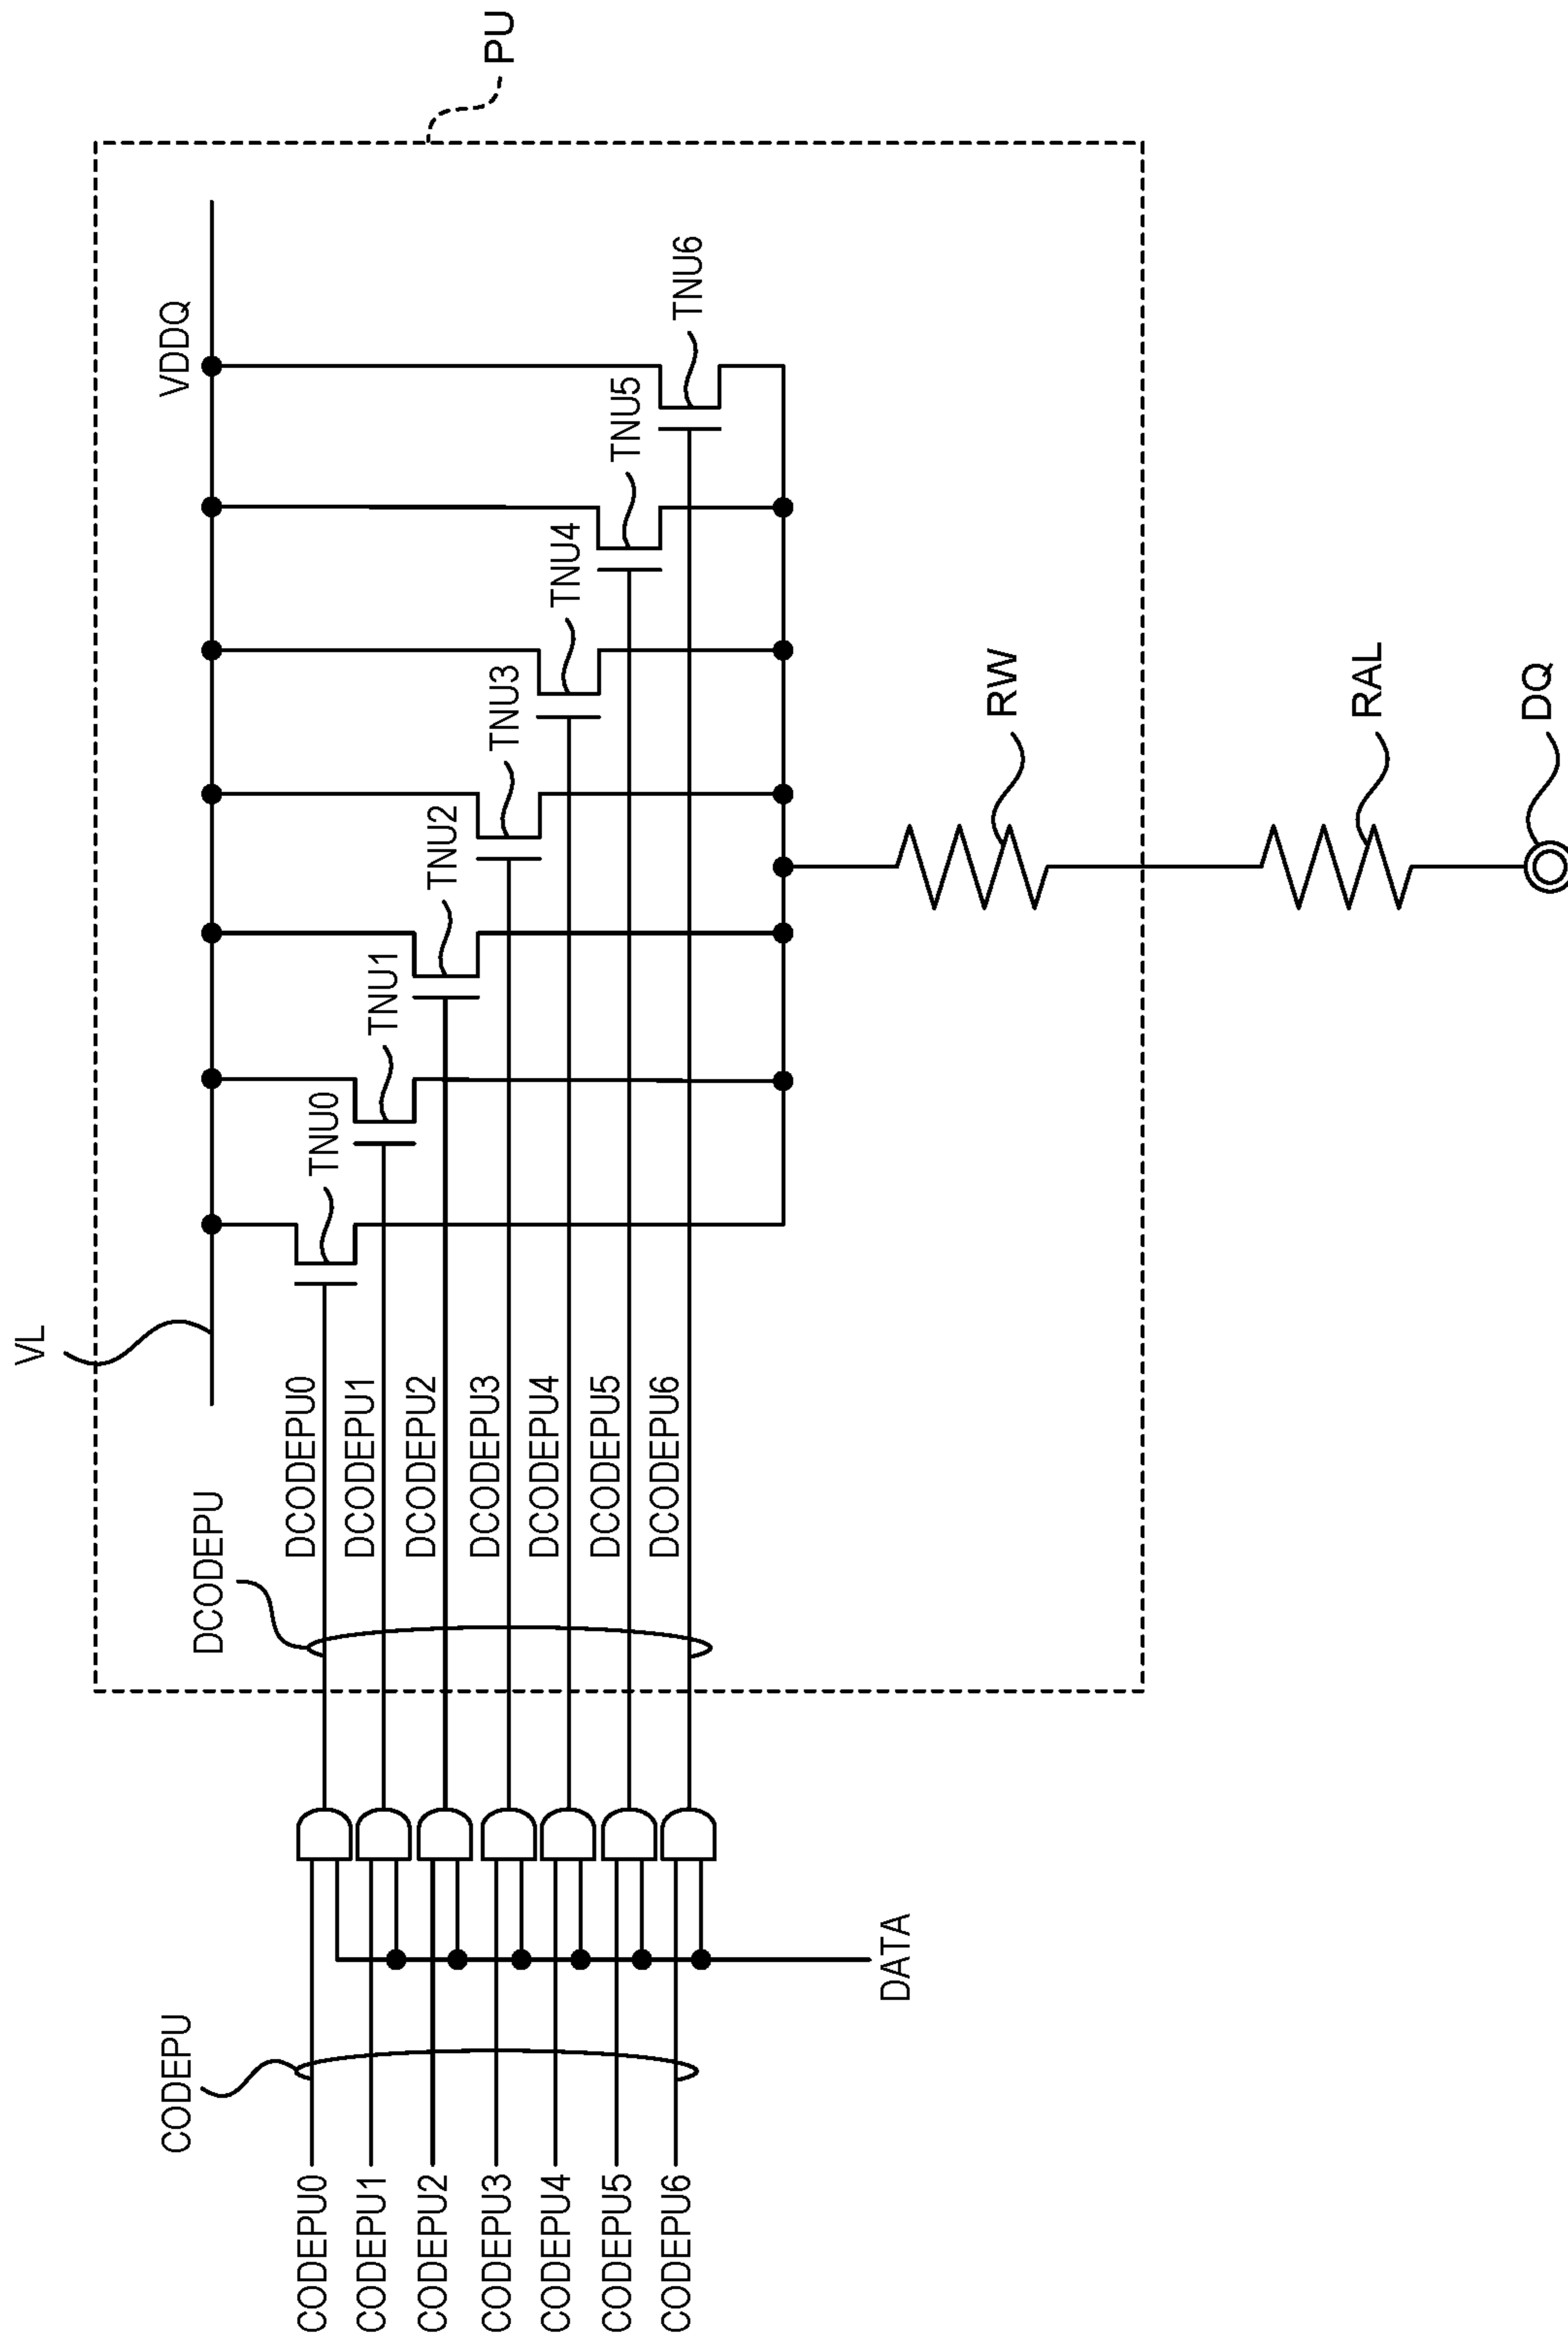 PU
VL
VDDQ
TNU0
TNU1
TNU2
TNU3
TNU4
TNU5
TNU6
DCODEPU
DCODEPU0
DCODEPU1
DCODEPU2
DCODEPU3
DCODEPU4
DCODEPU5
DCODEPU6
CODEPU
CODEPU0
CODEPU1
CODEPU2
CODEPU3
CODEPU4
CODEPU5
CODEPU6
DATA
RW
RAL
DQ